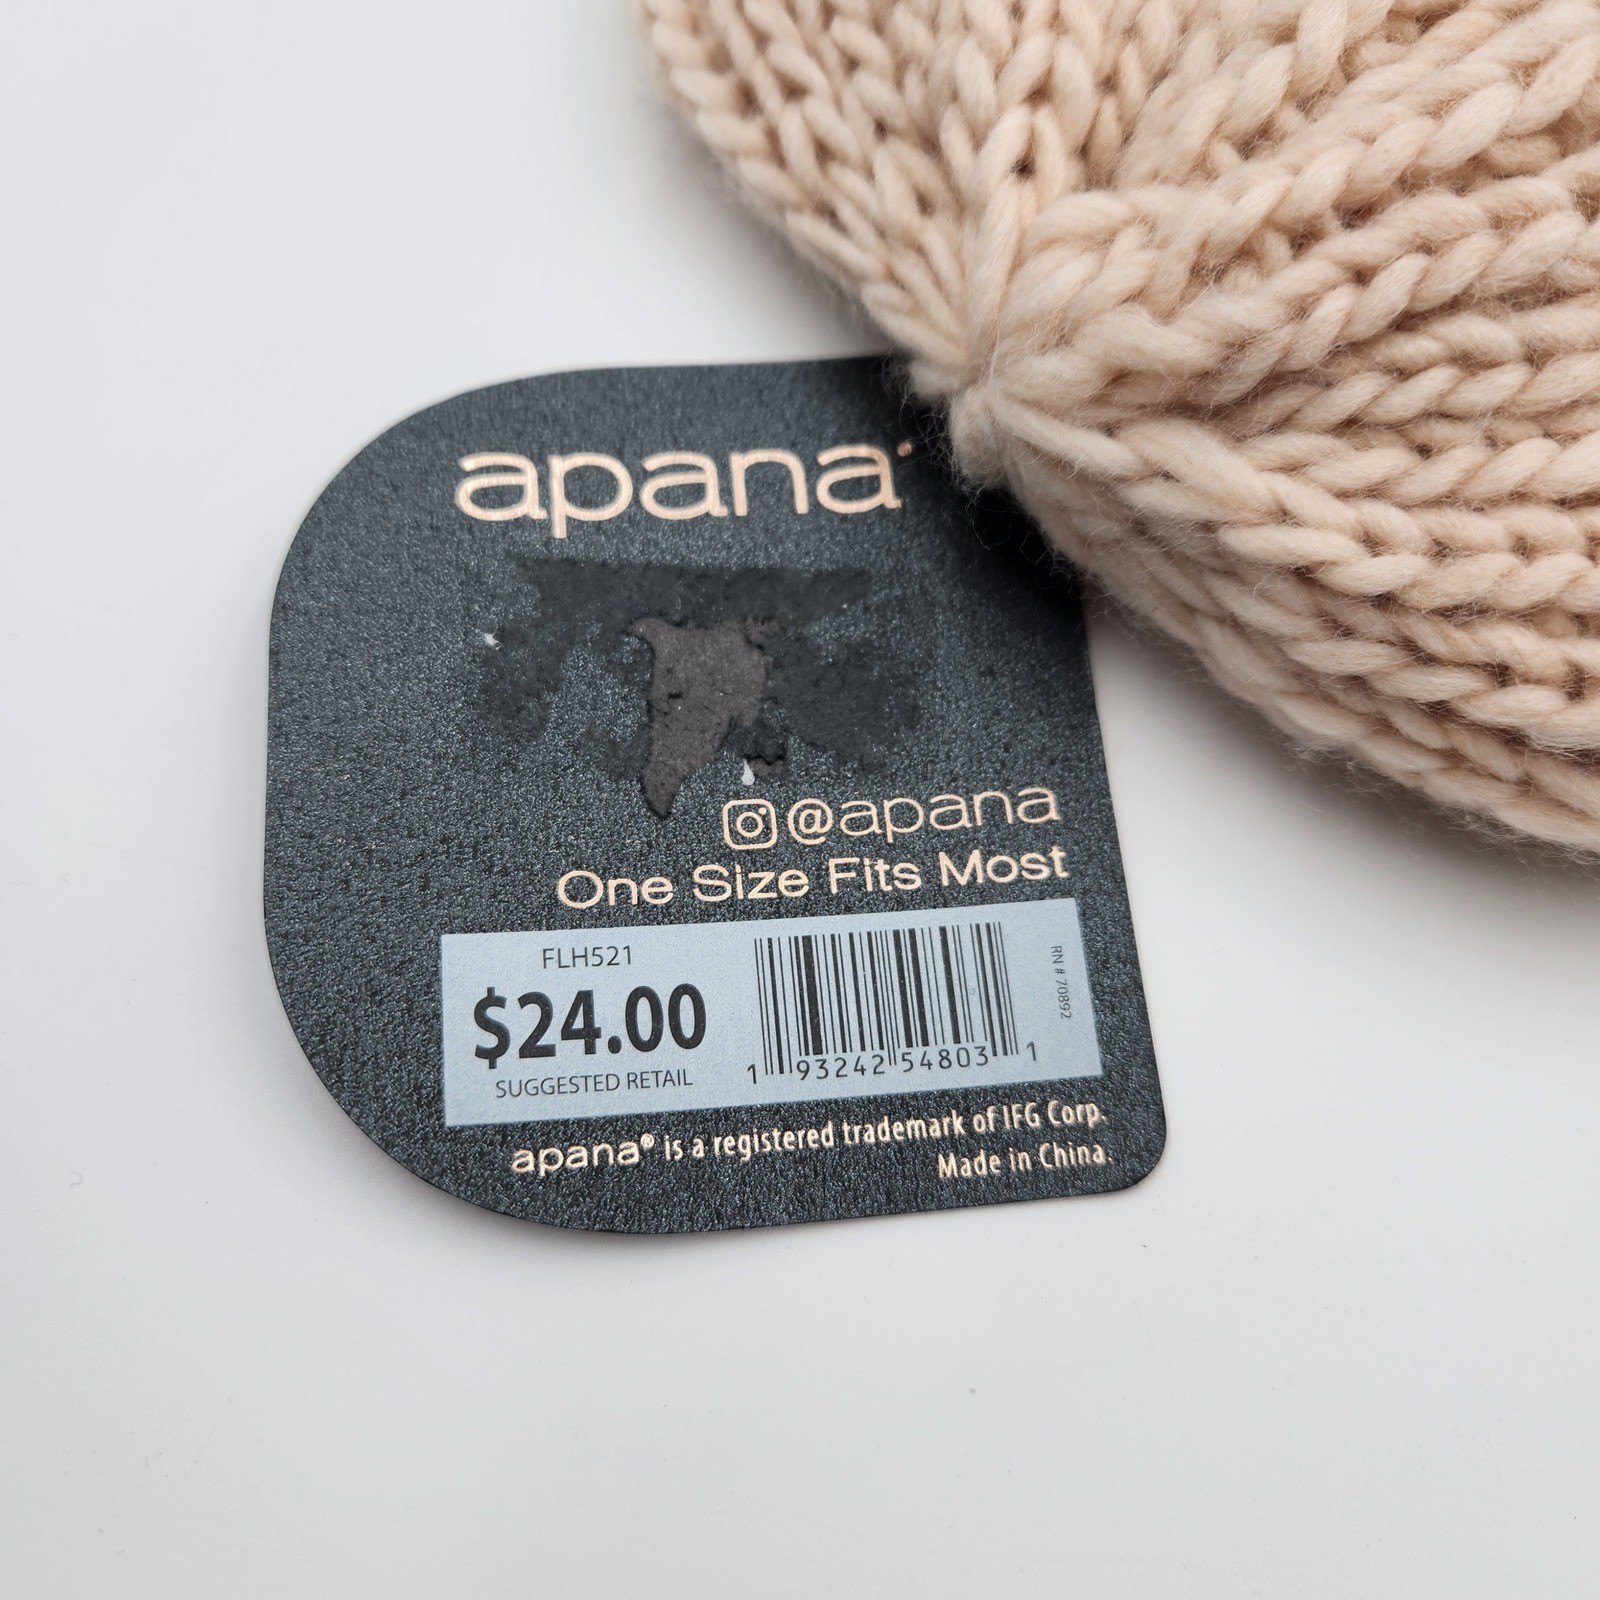 apana
@apana
One Size Fits Most
FLH521
$24.00
SUGGESTED RETAIL
1 93242 54803 1
RN # 70892
apana® is a registered trademark of IFG Corp.
Made in China.